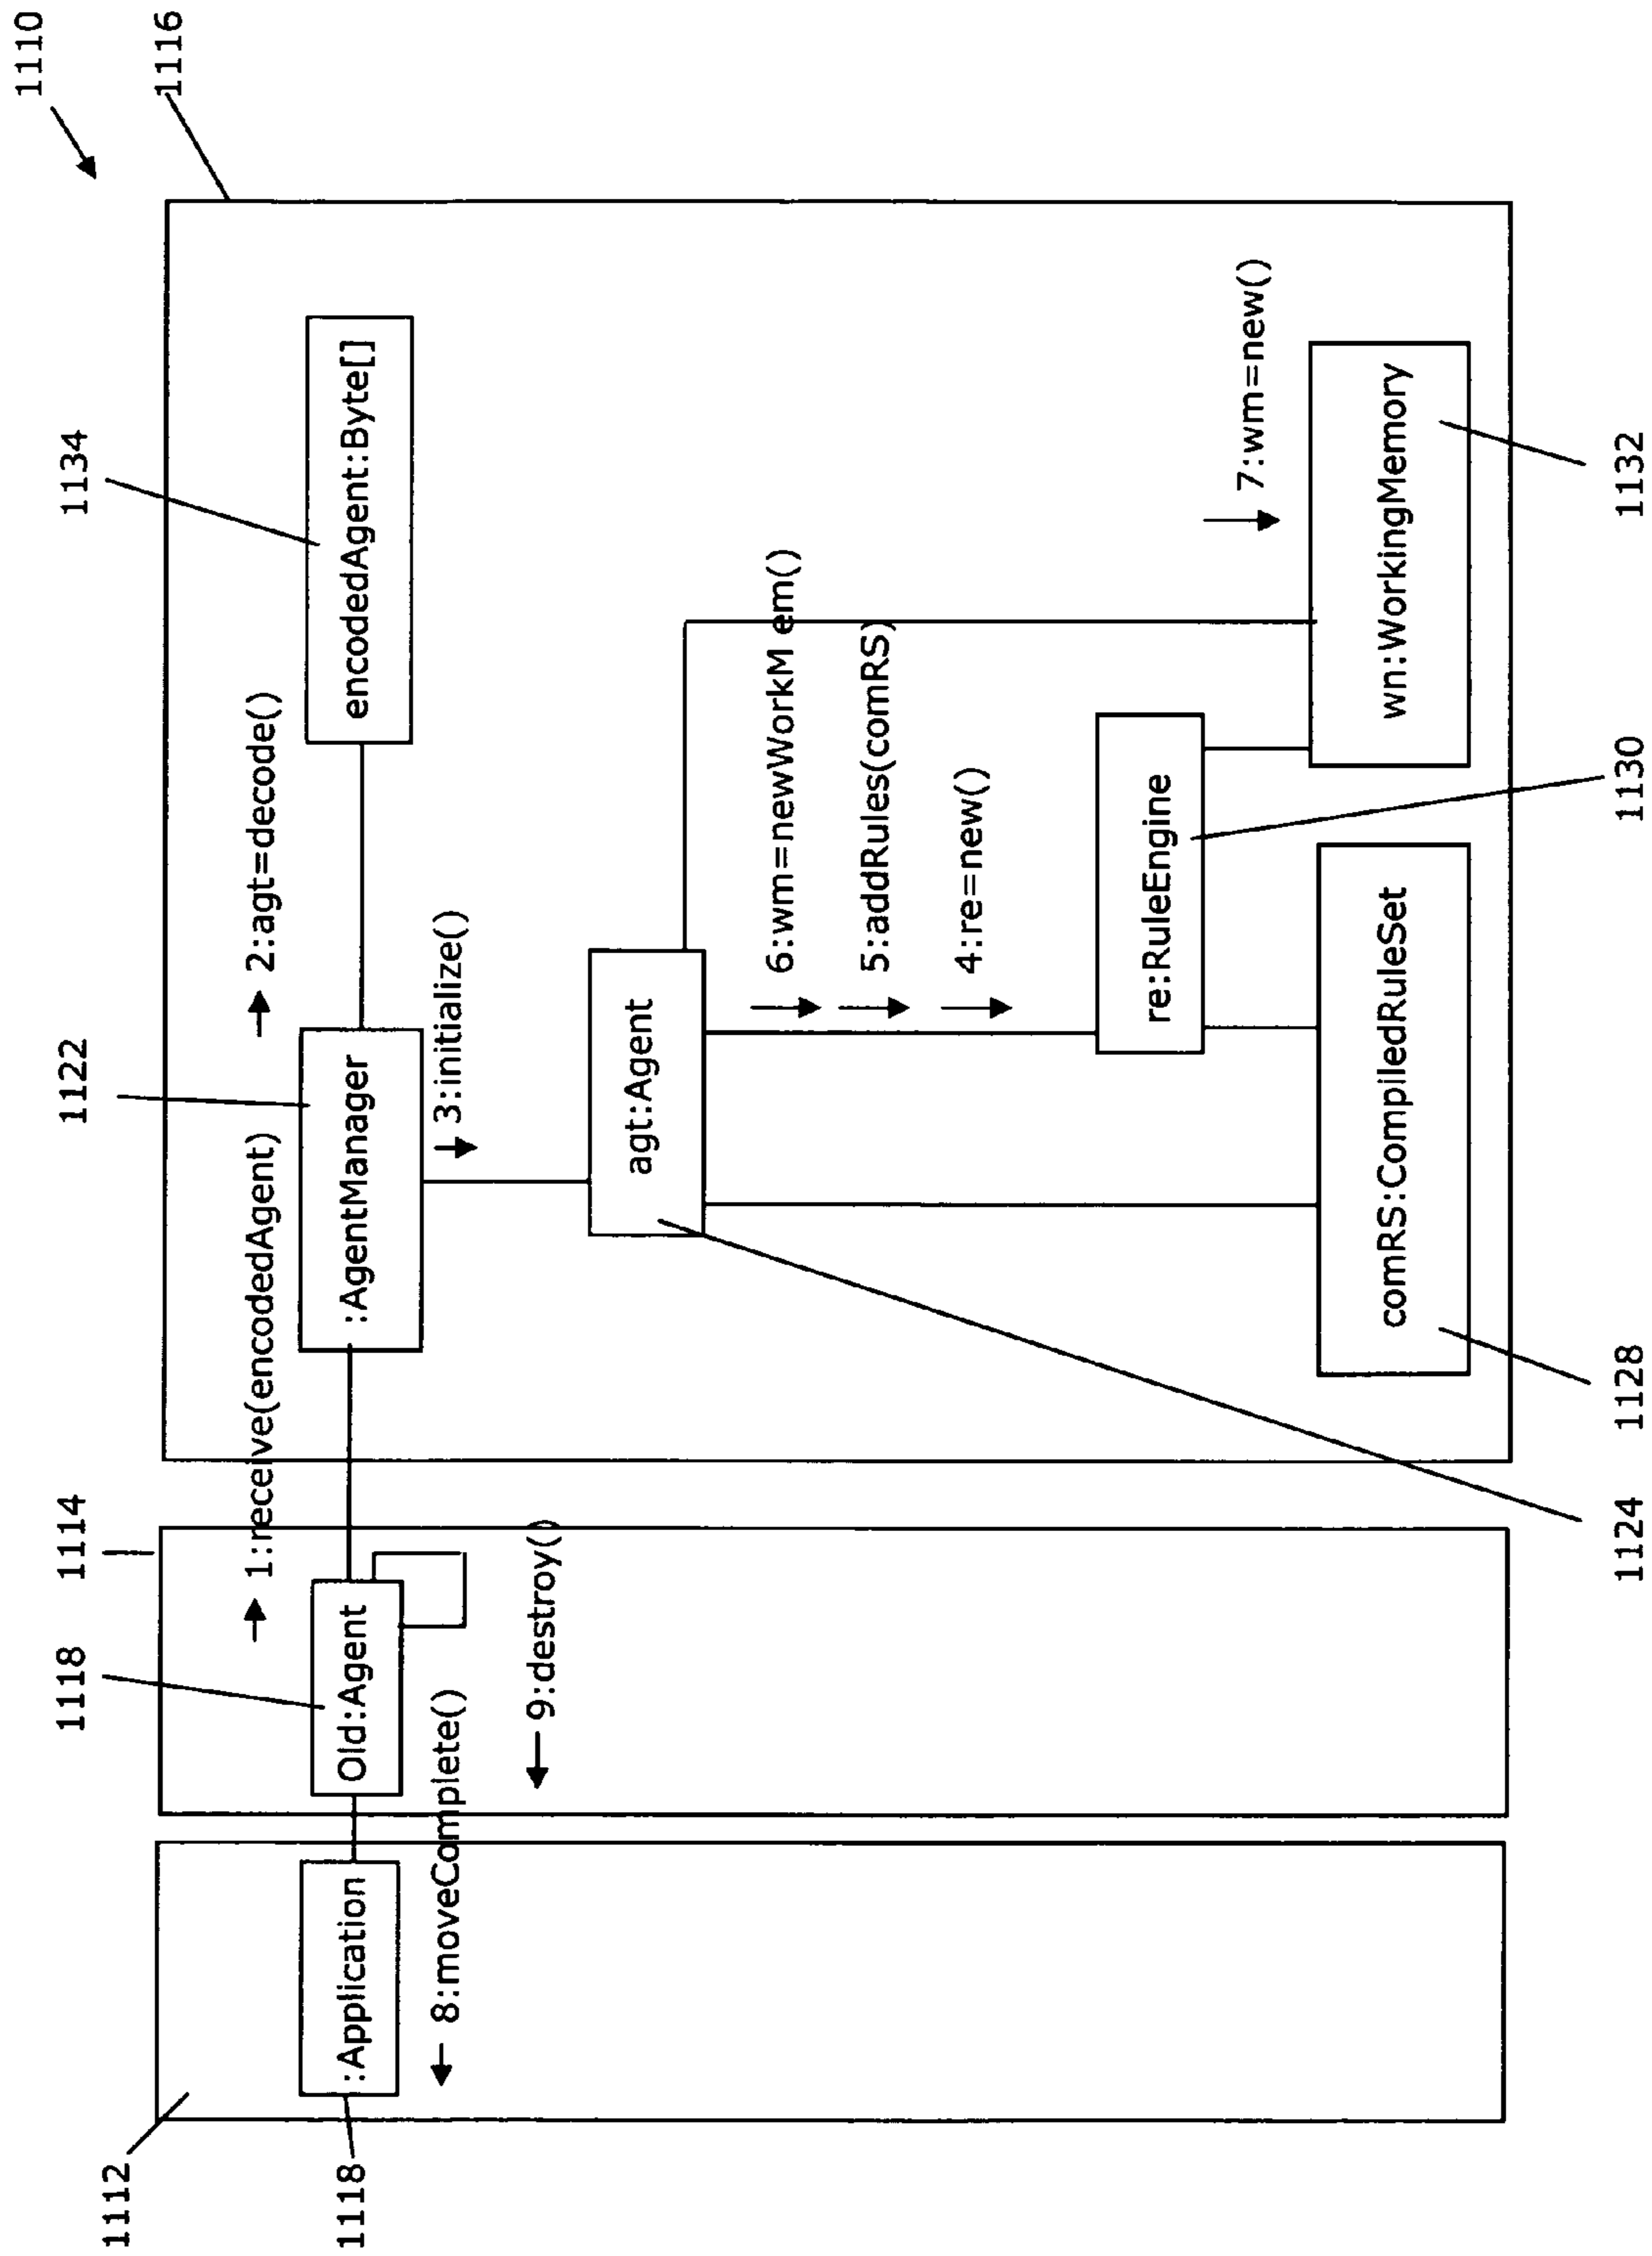 1110
1116
1134
1122
1114
1118
1112
→ 1:receive(encodedAgent)
→ 2:agt=decode()
:Application
Old:Agent
:AgentManager
encodedAgent:Byte[]
← 8:moveComplete()
3:initialize()
← 9:destroy()
agt:Agent
6:wm=newWorkM em()
5:addRules(comRS)
4:re=new()
re:RuleEngine
7:wm=new()
comRS:CompiledRuleSet
wn:WorkingMemory
1118
1124
1128
1130
1132